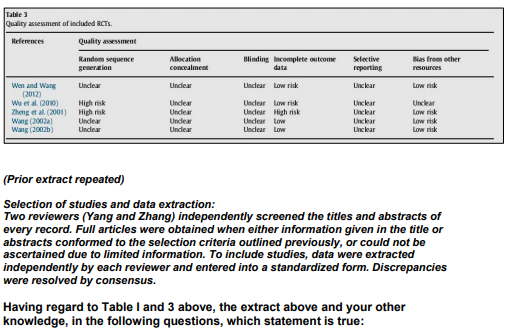 Table 3
Quality assessment of included RCTs.
References Quality assessment
Random sequence generation Allocation concealment Blinding Incomplete outcome data Selective reporting Bias from other resources
Wen and Wang (2012) Unclear Unclear Unclear Low risk Unclear Low risk
Wu et al. (2010) High risk Unclear Unclear Low risk Unclear Unclear
Zheng et al. (2001) High risk Unclear Unclear High risk Unclear Low risk
Wang (2002a) Unclear Unclear Unclear Low Unclear Low risk
Wang (2002b) Unclear Unclear Unclear Low Unclear Low risk
(Prior extract repeated)
Selection of studies and data extraction:
Two reviewers (Yang and Zhang) independently screened the titles and abstracts of
every record. Full articles were obtained when either information given in the title or
abstracts conformed to the selection criteria outlined previously, or could not be
ascertained due to limited information. To include studies, data were extracted
independently by each reviewer and entered into a standardized form. Discrepancies
were resolved by consensus.
Having regard to Table I and 3 above, the extract above and your other
knowledge, in the following questions, which statement is true: